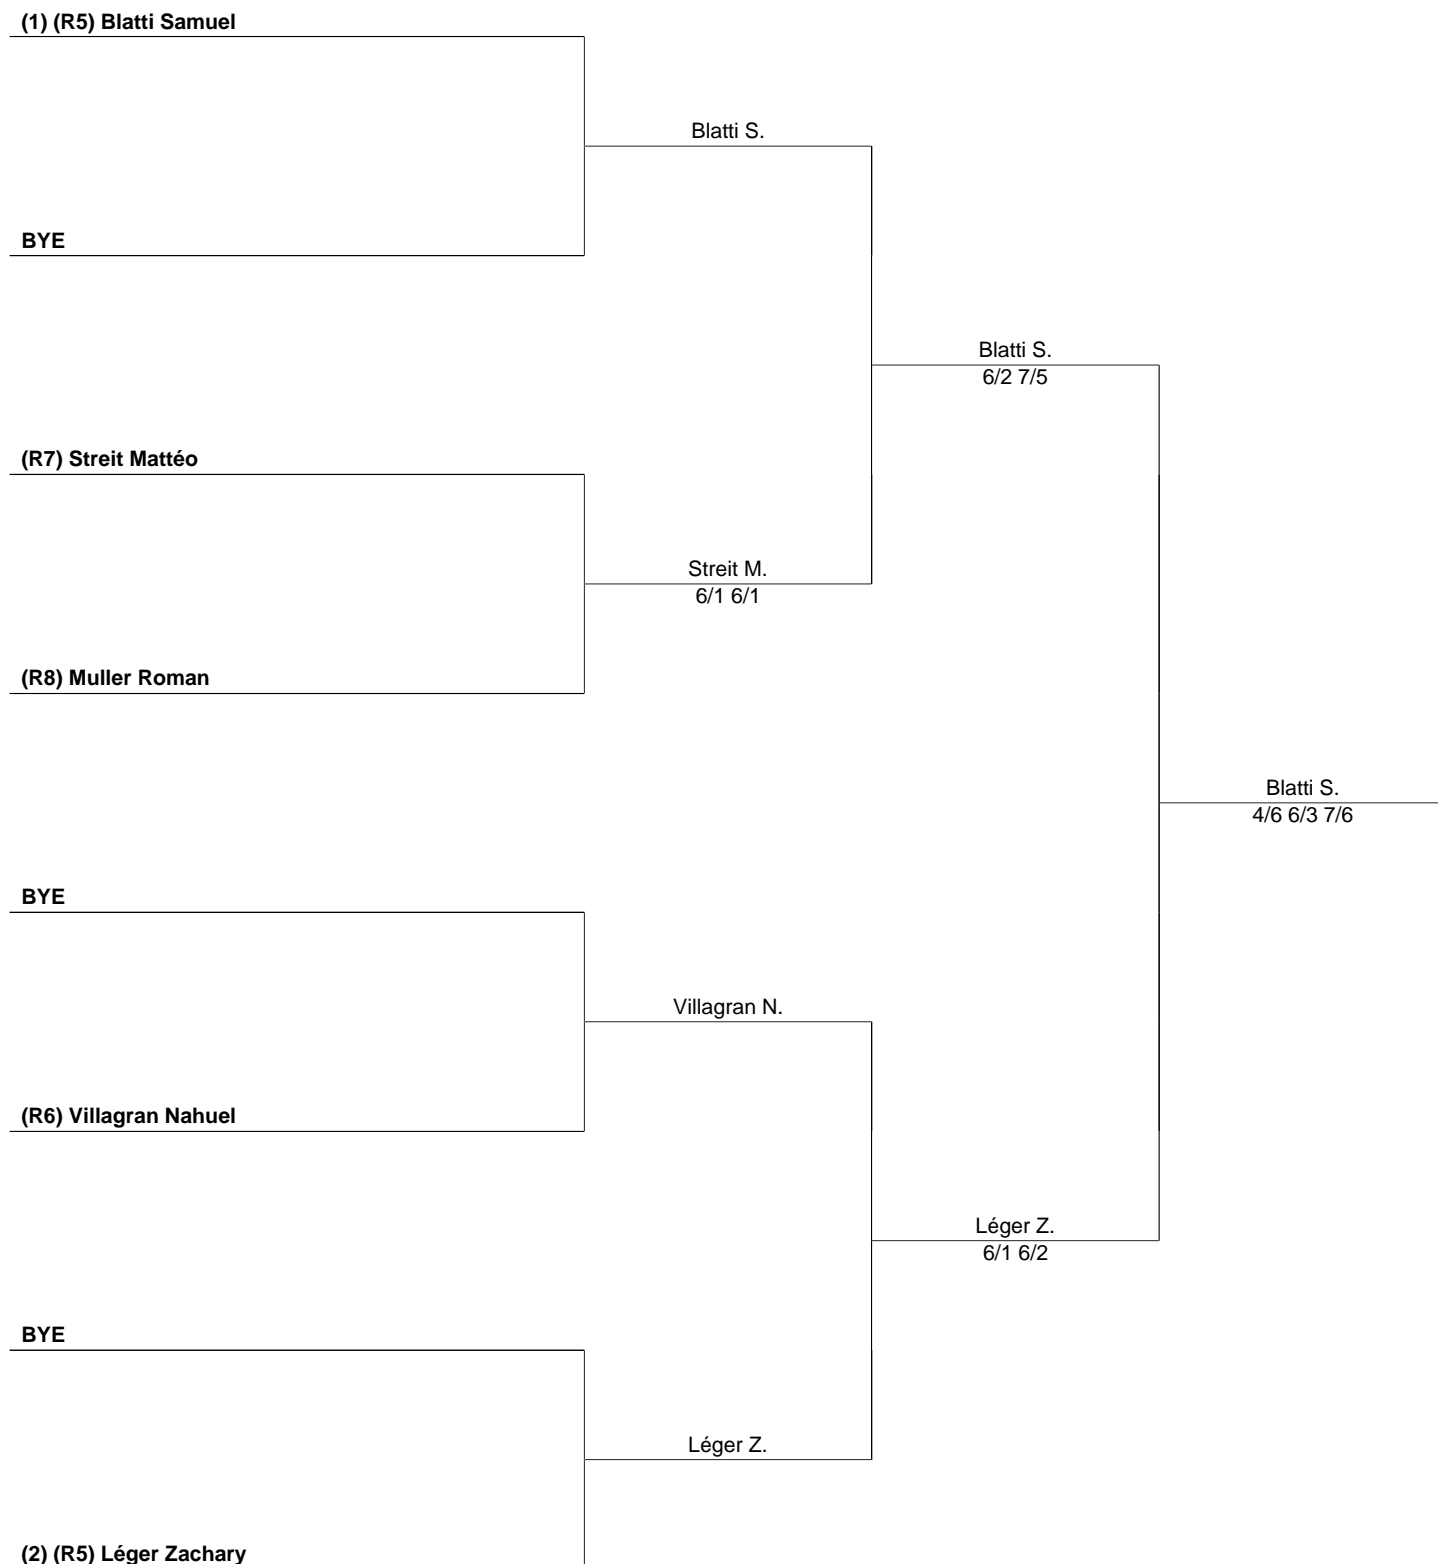 (1) (R5) Blatti Samuel
Blatti S.
BYE
Blatti S.
6/2 7/5
(R7) Streit Mattéo
Streit M.
6/1 6/1
(R8) Muller Roman
Blatti S.
4/6 6/3 7/6
BYE
Villagran N.
(R6) Villagran Nahuel
Léger Z.
6/1 6/2
BYE
Léger Z.
(2) (R5) Léger Zachary